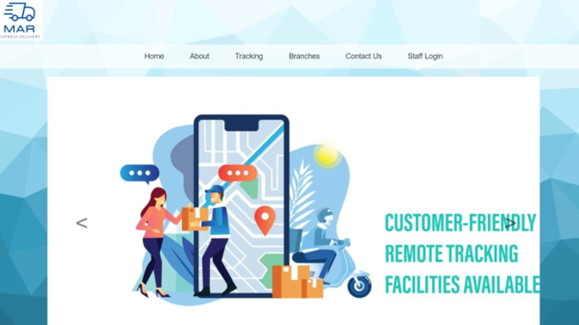 MAR
EXPRESS DELIVERY
Home About Tracking Branches Contact Us Staff Login
< >
CUSTOMER-FRIENDLY
REMOTE TRACKING
FACILITIES AVAILABLE